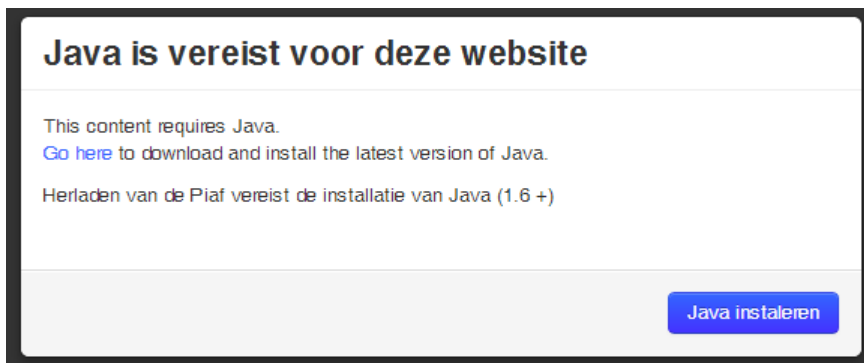 Java is vereist voor deze website
This content requires Java.
Go here to download and install the latest version of Java.
Herladen van de Piaf vereist de installatie van Java (1.6 +)
Java instaleren